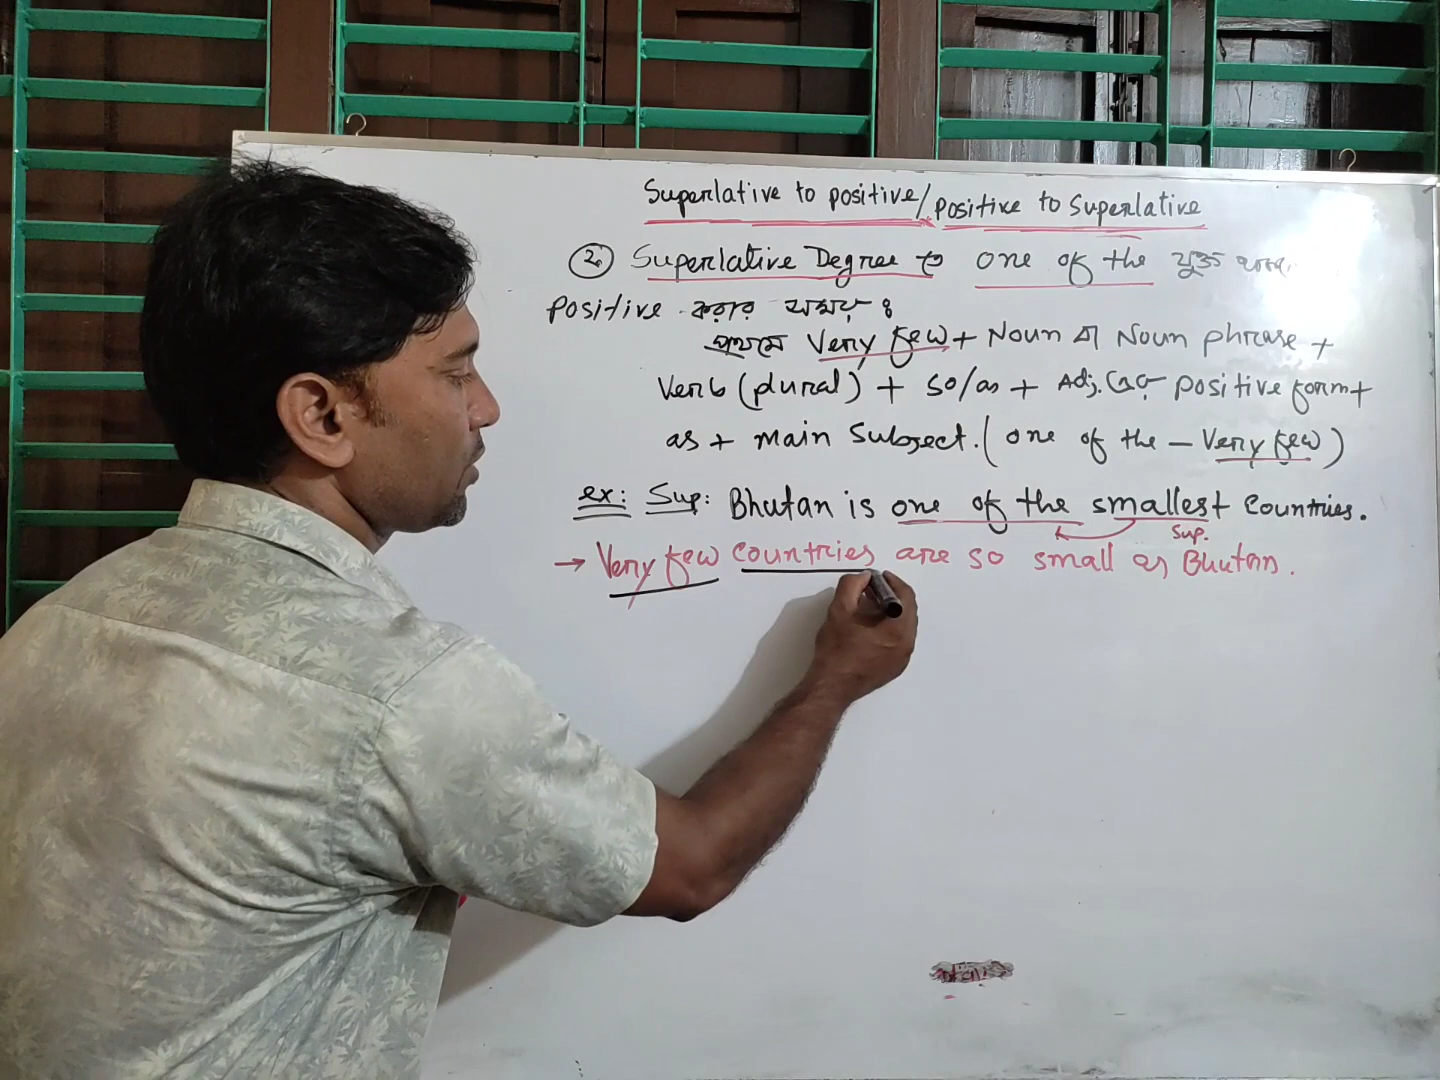 Superlative to positive/positive to Superlative
② Superlative Degree এ one of the যুক্ত থাকলে
positive করার সময় :
প্রথমে Very few + Noun বা Noun phrase +
Verb (plural) + so/as + Adj. এর positive form +
as + main Subject. ( one of the – Very few )
ex: Sup: Bhutan is one of the smallest countries.
Sup.
→ Very few countries are so small as Bhutan.